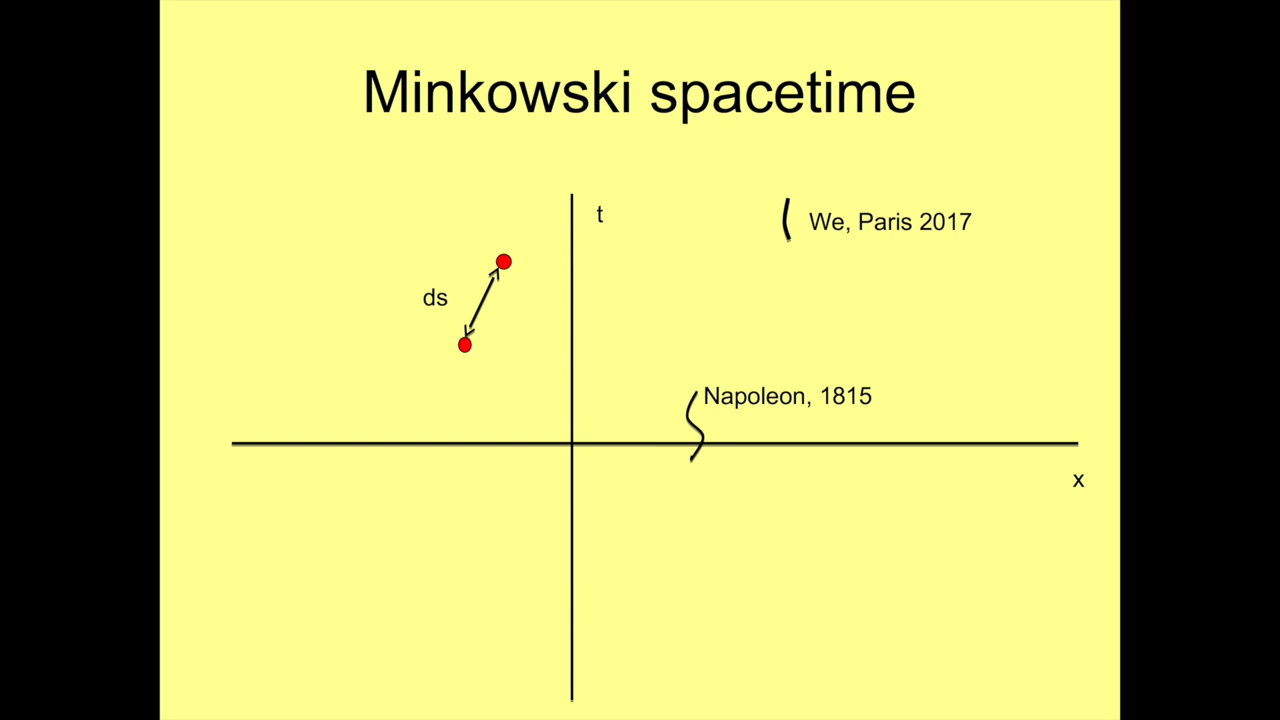 Minkowski spacetime
t
We, Paris 2017
ds
Napoleon, 1815
x